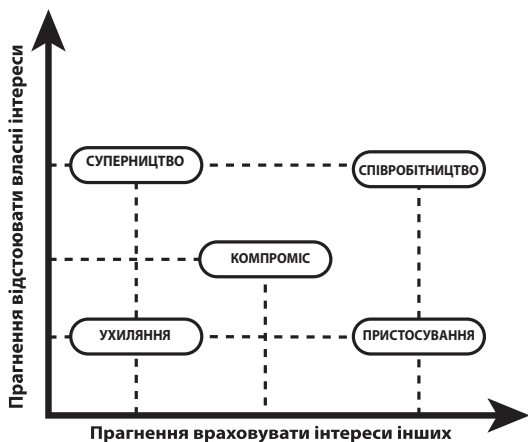 Прагнення відстоювати власні інтереси
СУПЕРНИЦТВО
СПІВРОБІТНИЦТВО
КОМПРОМІС
УХИЛЯННЯ
ПРИСТОСУВАННЯ
Прагнення враховувати інтереси інших